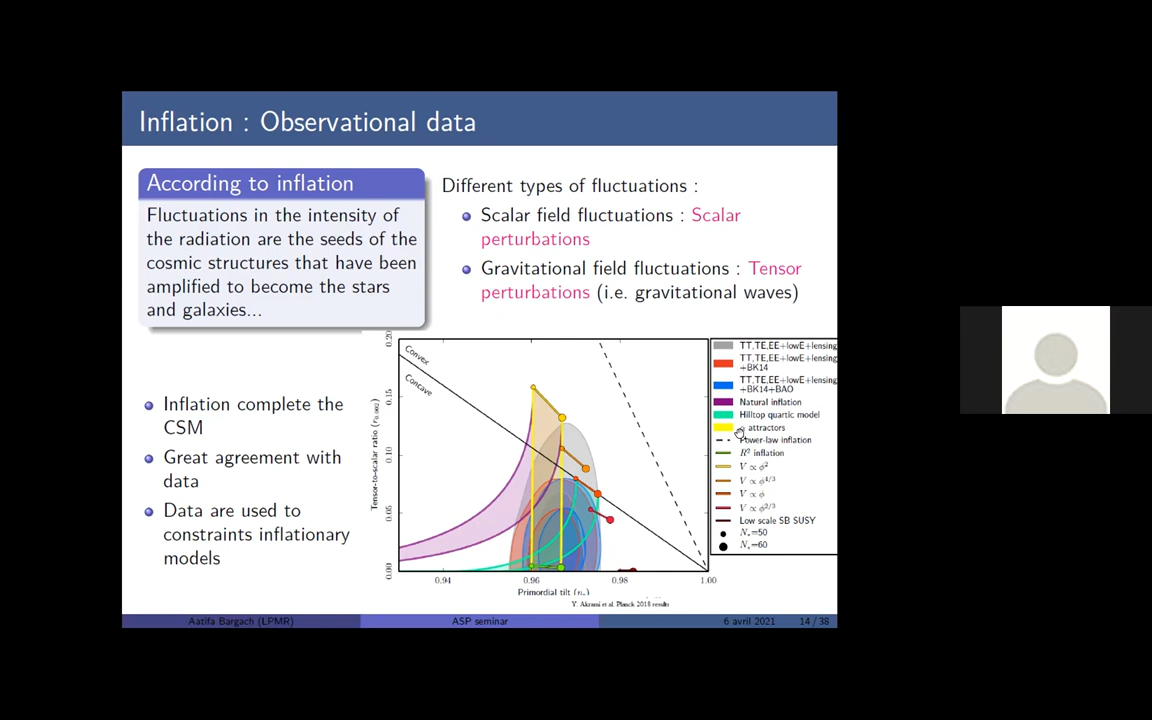 Inflation : Observational data
According to inflation
Fluctuations in the intensity of
the radiation are the seeds of the
cosmic structures that have been
amplified to become the stars
and galaxies...
Different types of fluctuations :
Scalar field fluctuations : Scalar
perturbations
Gravitational field fluctuations : Tensor
perturbations (i.e. gravitational waves)
Inflation complete the
CSM
Great agreement with
data
Data are used to
constraints inflationary
models
Convex
Concave
Tensor-to-scalar ratio (r0.002)
0.20
0.15
0.10
0.05
0.00
0.94
0.96
0.98
1.00
Primordial tilt (ns)
TT,TE,EE+lowE+lensing
TT,TE,EE+lowE+lensing
+BK14
TT,TE,EE+lowE+lensing
+BK14+BAO
Natural inflation
Hilltop quartic model
attractors
Power-law inflation
R² inflation
V ∝ ϕ²
V ∝ ϕ^4/3
V ∝ ϕ
V ∝ ϕ^2/3
Low scale SB SUSY
N*=50
N*=60
Y. Akrami et al. Planck 2018 results
Aatifa Bargach (LPMR)
ASP seminar
6 avril 2021
14 / 38